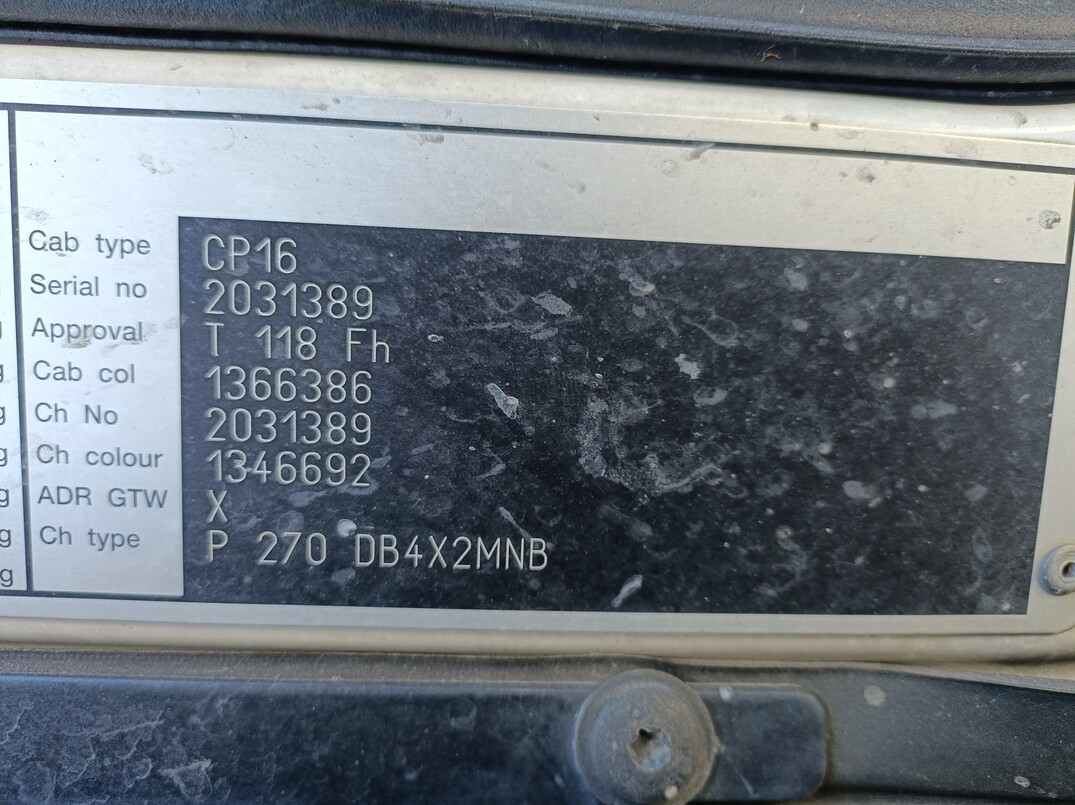 Cab type CP16
Serial no 2031389
Approval T 118 Fh
Cab col 1366386
Ch No 2031389
Ch colour 1346692
ADR GTW X
Ch type P 270 DB4X2MNB
g
g
g
g
g
g
g